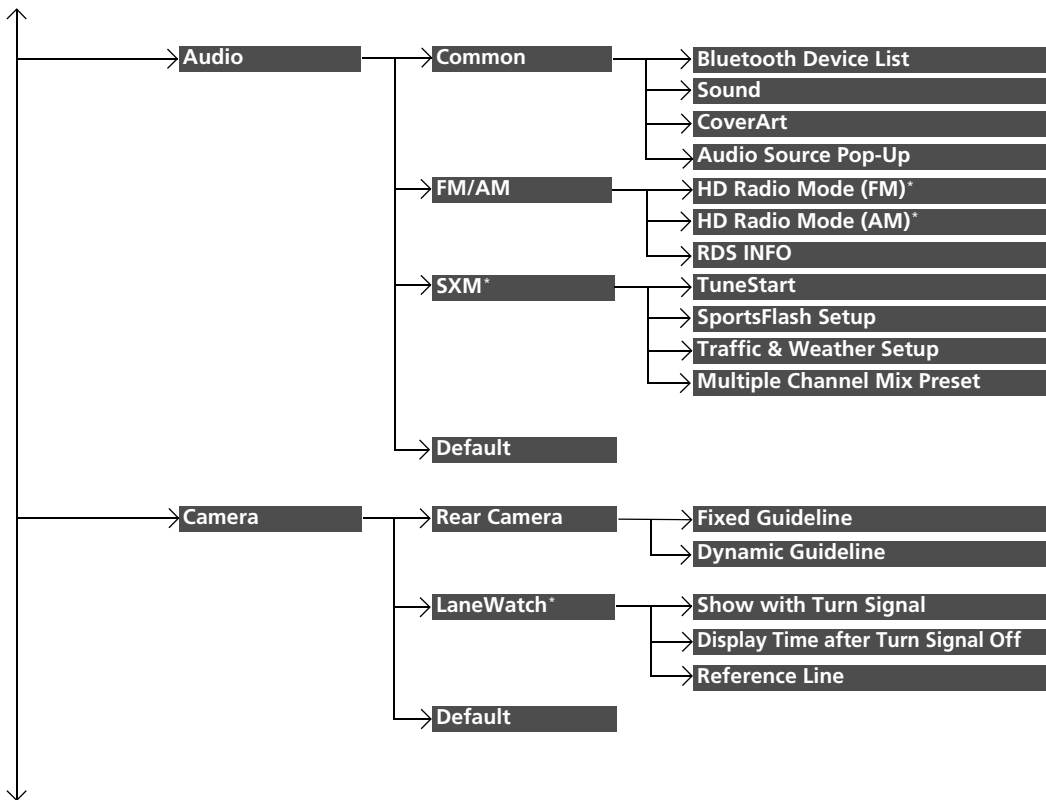 Audio
Common
Bluetooth Device List
Sound
CoverArt
Audio Source Pop-Up
FM/AM
HD Radio Mode (FM)*
HD Radio Mode (AM)*
RDS INFO
SXM*
TuneStart
SportsFlash Setup
Traffic & Weather Setup
Multiple Channel Mix Preset
Default
Camera
Rear Camera
Fixed Guideline
Dynamic Guideline
LaneWatch*
Show with Turn Signal
Display Time after Turn Signal Off
Reference Line
Default